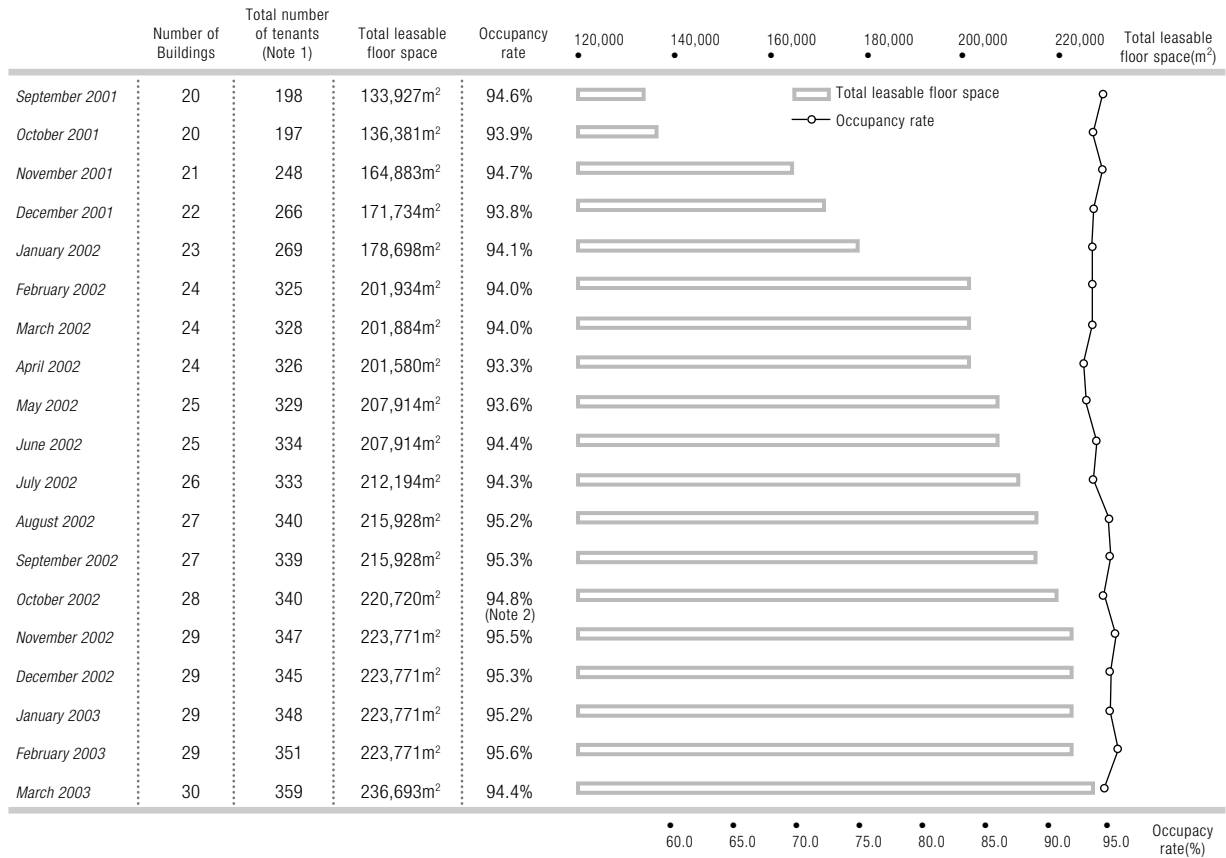 Number of Buildings
Total number of tenants (Note 1)
Total leasable floor space
Occupancy rate
120,000 140,000 160,000 180,000 200,000 220,000 Total leasable floor space(m²)
September 2001 20 198 133,927m² 94.6%
Total leasable floor space
October 2001 20 197 136,381m² 93.9%
Occupancy rate
November 2001 21 248 164,883m² 94.7%
December 2001 22 266 171,734m² 93.8%
January 2002 23 269 178,698m² 94.1%
February 2002 24 325 201,934m² 94.0%
March 2002 24 328 201,884m² 94.0%
April 2002 24 326 201,580m² 93.3%
May 2002 25 329 207,914m² 93.6%
June 2002 25 334 207,914m² 94.4%
July 2002 26 333 212,194m² 94.3%
August 2002 27 340 215,928m² 95.2%
September 2002 27 339 215,928m² 95.3%
October 2002 28 340 220,720m² 94.8%
(Note 2)
November 2002 29 347 223,771m² 95.5%
December 2002 29 345 223,771m² 95.3%
January 2003 29 348 223,771m² 95.2%
February 2003 29 351 223,771m² 95.6%
March 2003 30 359 236,693m² 94.4%
60.0 65.0 70.0 75.0 80.0 85.0 90.0 95.0 Occupancy rate(%)